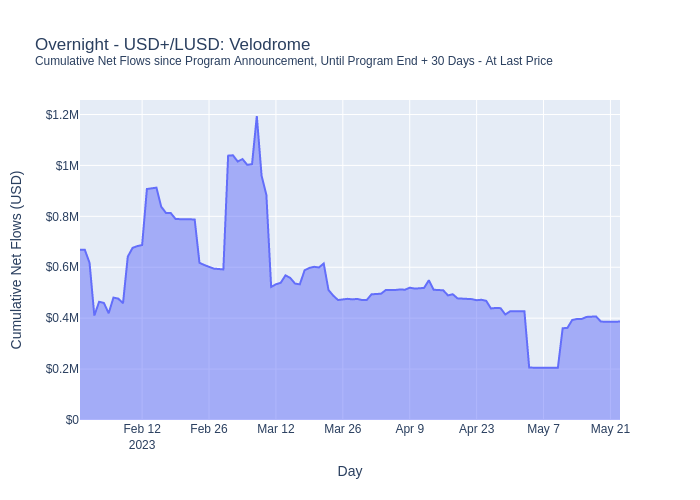 Overnight - USD+/LUSD: Velodrome
Cumulative Net Flows since Program Announcement, Until Program End + 30 Days - At Last Price
Cumulative Net Flows (USD)
$1.2M
$1M
$0.8M
$0.6M
$0.4M
$0.2M
$0
Feb 12 Feb 26 Mar 12 Mar 26 Apr 9 Apr 23 May 7 May 21
2023
Day